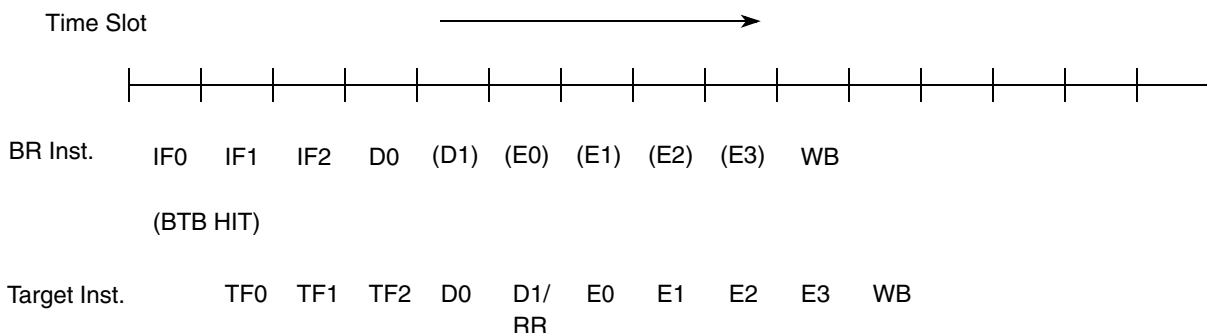 Time Slot
BR Inst. IF0 IF1 IF2 D0 (D1) (E0) (E1) (E2) (E3) WB
(BTB HIT)
Target Inst. TF0 TF1 TF2 D0 D1/ E0 E1 E2 E3 WB
RR